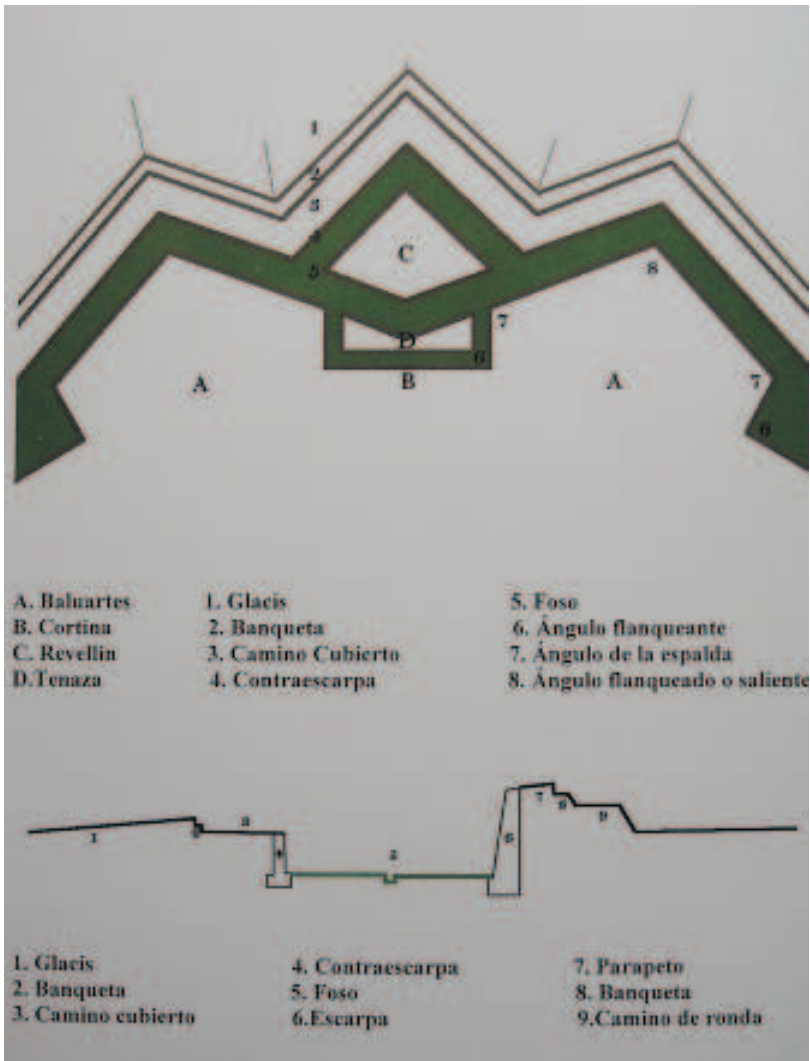 1
2
3
4
C
5
8
D
7
6
A
B
A
7
6
A. Baluartes
B. Cortina
C. Revellin
D.Tenaza
1. Glacis
2. Banqueta
3. Camino Cubierto
4. Contraescarpa
5. Foso
6. Ángulo flanqueante
7. Ángulo de la espalda
8. Ángulo flanqueado o saliente
1
3
4
5
6
7
8
9
1. Glacis
2. Banqueta
3. Camino cubierto
4. Contraescarpa
5. Foso
6.Escarpa
7. Parapeto
8. Banqueta
9.Camino de ronda